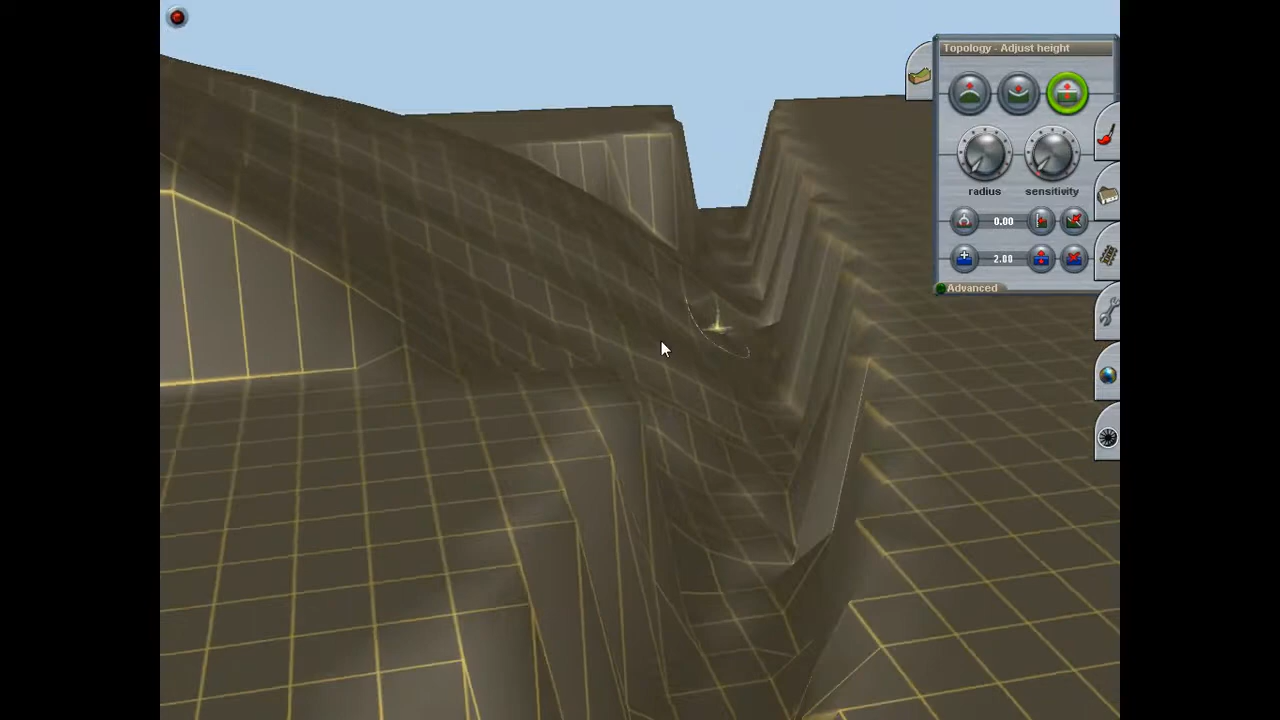 Topology - Adjust height
radius sensitivity
0.00
2.00
Advanced